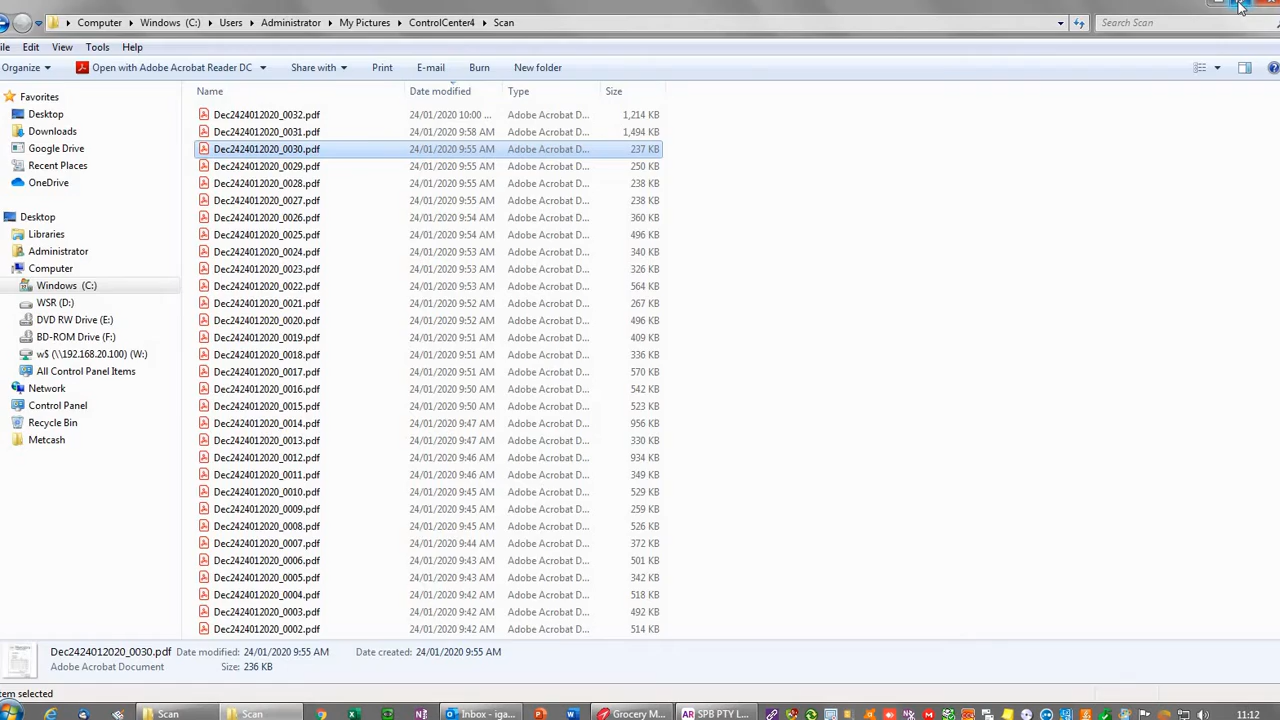 Computer Windows (C:) Users Administrator My Pictures ControlCenter4 Scan Search Scan
ile Edit View Tools Help
Organize Open with Adobe Acrobat Reader DC Share with Print E-mail Burn New folder
Name Date modified Type Size
Favorites
Desktop
Downloads
Google Drive
Recent Places
OneDrive
Desktop
Libraries
Administrator
Computer
Windows (C:)
WSR (D:)
DVD RW Drive (E:)
BD-ROM Drive (F:)
w$ (\\192.168.20.100) (W:)
All Control Panel Items
Network
Control Panel
Recycle Bin
Metcash
Dec2424012020_0032.pdf 24/01/2020 10:00 ... Adobe Acrobat D... 1,214 KB
Dec2424012020_0031.pdf 24/01/2020 9:58 AM Adobe Acrobat D... 1,494 KB
Dec2424012020_0030.pdf 24/01/2020 9:55 AM Adobe Acrobat D... 237 KB
Dec2424012020_0029.pdf 24/01/2020 9:55 AM Adobe Acrobat D... 250 KB
Dec2424012020_0028.pdf 24/01/2020 9:55 AM Adobe Acrobat D... 238 KB
Dec2424012020_0027.pdf 24/01/2020 9:55 AM Adobe Acrobat D... 238 KB
Dec2424012020_0026.pdf 24/01/2020 9:54 AM Adobe Acrobat D... 360 KB
Dec2424012020_0025.pdf 24/01/2020 9:54 AM Adobe Acrobat D... 496 KB
Dec2424012020_0024.pdf 24/01/2020 9:53 AM Adobe Acrobat D... 340 KB
Dec2424012020_0023.pdf 24/01/2020 9:53 AM Adobe Acrobat D... 326 KB
Dec2424012020_0022.pdf 24/01/2020 9:53 AM Adobe Acrobat D... 564 KB
Dec2424012020_0021.pdf 24/01/2020 9:52 AM Adobe Acrobat D... 267 KB
Dec2424012020_0020.pdf 24/01/2020 9:52 AM Adobe Acrobat D... 496 KB
Dec2424012020_0019.pdf 24/01/2020 9:51 AM Adobe Acrobat D... 409 KB
Dec2424012020_0018.pdf 24/01/2020 9:51 AM Adobe Acrobat D... 336 KB
Dec2424012020_0017.pdf 24/01/2020 9:51 AM Adobe Acrobat D... 570 KB
Dec2424012020_0016.pdf 24/01/2020 9:50 AM Adobe Acrobat D... 542 KB
Dec2424012020_0015.pdf 24/01/2020 9:50 AM Adobe Acrobat D... 523 KB
Dec2424012020_0014.pdf 24/01/2020 9:47 AM Adobe Acrobat D... 956 KB
Dec2424012020_0013.pdf 24/01/2020 9:47 AM Adobe Acrobat D... 330 KB
Dec2424012020_0012.pdf 24/01/2020 9:46 AM Adobe Acrobat D... 934 KB
Dec2424012020_0011.pdf 24/01/2020 9:46 AM Adobe Acrobat D... 349 KB
Dec2424012020_0010.pdf 24/01/2020 9:45 AM Adobe Acrobat D... 529 KB
Dec2424012020_0009.pdf 24/01/2020 9:45 AM Adobe Acrobat D... 259 KB
Dec2424012020_0008.pdf 24/01/2020 9:45 AM Adobe Acrobat D... 526 KB
Dec2424012020_0007.pdf 24/01/2020 9:44 AM Adobe Acrobat D... 372 KB
Dec2424012020_0006.pdf 24/01/2020 9:43 AM Adobe Acrobat D... 501 KB
Dec2424012020_0005.pdf 24/01/2020 9:43 AM Adobe Acrobat D... 342 KB
Dec2424012020_0004.pdf 24/01/2020 9:42 AM Adobe Acrobat D... 518 KB
Dec2424012020_0003.pdf 24/01/2020 9:42 AM Adobe Acrobat D... 492 KB
Dec2424012020_0002.pdf 24/01/2020 9:42 AM Adobe Acrobat D... 514 KB
Dec2424012020_0030.pdf Date modified: 24/01/2020 9:55 AM Date created: 24/01/2020 9:55 AM
Adobe Acrobat Document Size: 236 KB
tem selected
Scan Scan Inbox - iga... Grocery M... SPB PTY L... 11:12